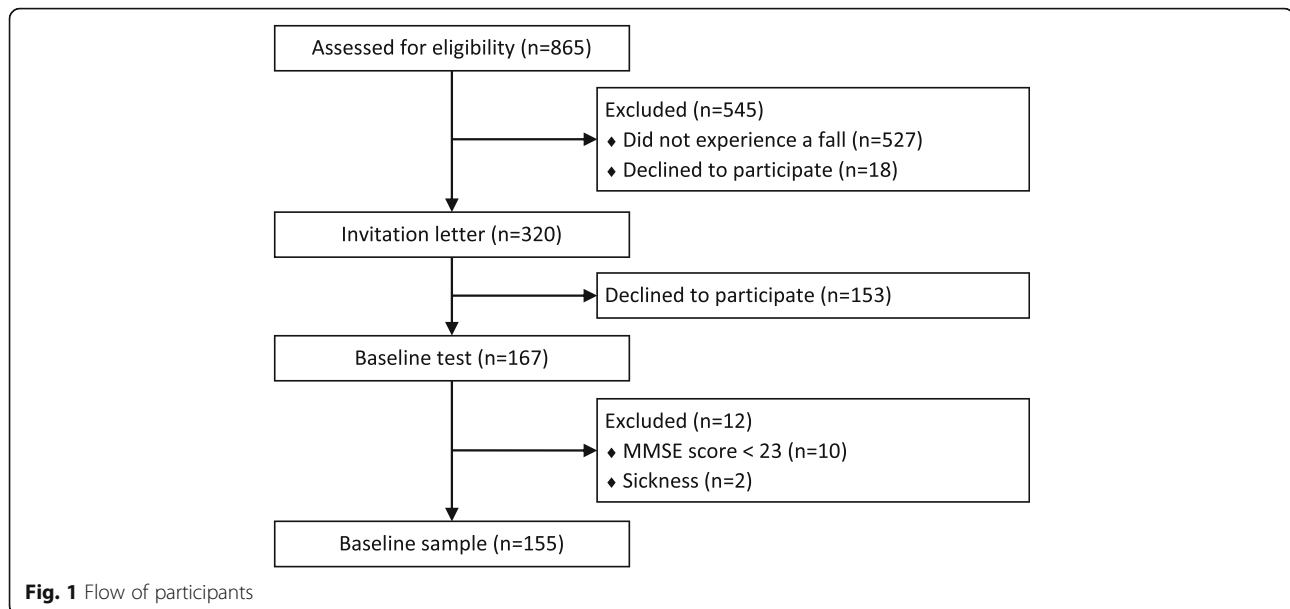 Assessed for eligibility (n=865)
Excluded (n=545)
♦ Did not experience a fall (n=527)
♦ Declined to participate (n=18)
Invitation letter (n=320)
Declined to participate (n=153)
Baseline test (n=167)
Excluded (n=12)
♦ MMSE score < 23 (n=10)
♦ Sickness (n=2)
Baseline sample (n=155)
Fig. 1 Flow of participants